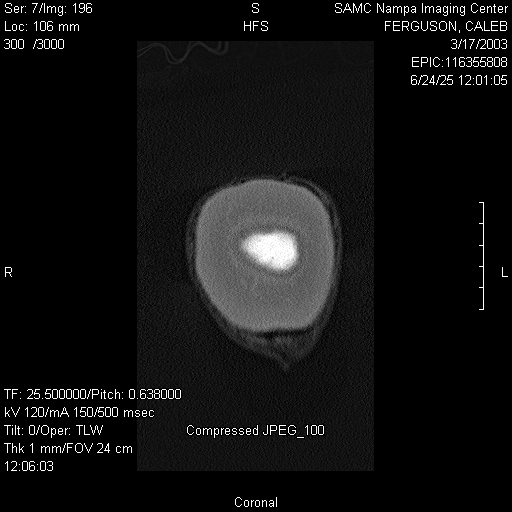 Ser: 7/Img: 196
Loc: 106 mm
300 /3000
S
HFS
SAMC Nampa Imaging Center
FERGUSON, CALEB
3/17/2003
EPIC:116355808
6/24/25 12:01:05
R
L
TF: 25.500000/Pitch: 0.638000
kV 120/mA 150/500 msec
Tilt: 0/Oper: TLW
Thk 1 mm/FOV 24 cm
12:06:03
Compressed JPEG_100
Coronal